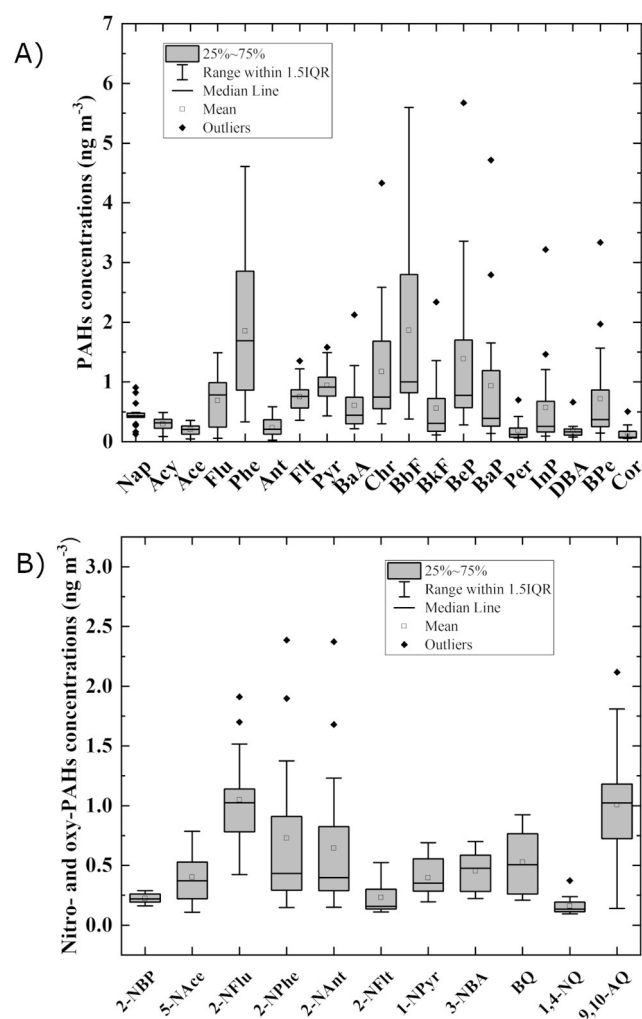 A)
PAHs concentrations (ng m-3)
7
6
5
4
3
2
1
0
25%~75%
Range within 1.5IQR
Median Line
Mean
Outliers
Nap Acy Ace Flu Phe Ant Flt Pyr BaA Chr BbF BkF BeP BaP Per InP DBA BPe Cor
B)
Nitro- and oxy-PAHs concentrations (ng m-3)
3.0
2.5
2.0
1.5
1.0
0.5
0.0
25%~75%
Range within 1.5IQR
Median Line
Mean
Outliers
2-NBP 5-NAce 2-NFlu 2-NPhe 2-NAnt 2-NFlt 1-NPyr 3-NBA BQ 1,4-NQ 9,10-AQ